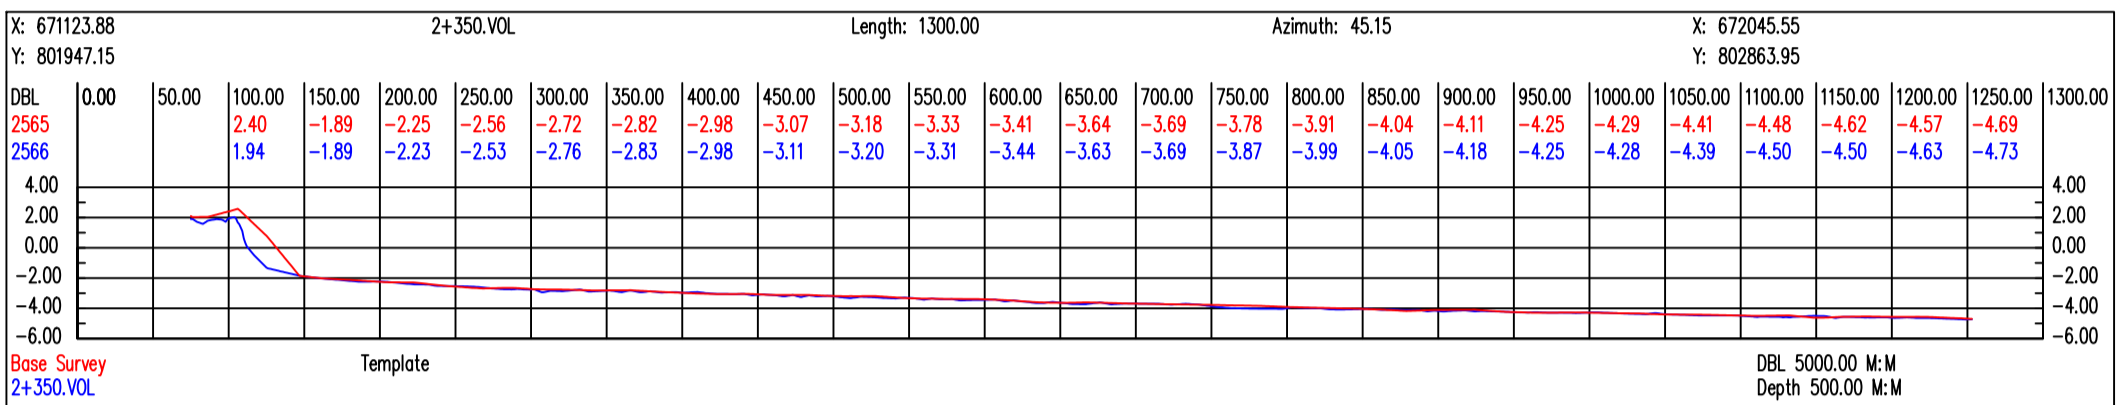 X: 671123.88 2+350.VOL Length: 1300.00 Azimuth: 45.15 X: 672045.55
Y: 801947.15 Y: 802863.95
DBL 0.00 50.00 100.00 150.00 200.00 250.00 300.00 350.00 400.00 450.00 500.00 550.00 600.00 650.00 700.00 750.00 800.00 850.00 900.00 950.00 1000.00 1050.00 1100.00 1150.00 1200.00 1250.00 1300.00
2565 2.40 −1.89 −2.25 −2.56 −2.72 −2.82 −2.98 −3.07 −3.18 −3.33 −3.41 −3.64 −3.69 −3.78 −3.91 −4.04 −4.11 −4.25 −4.29 −4.41 −4.48 −4.62 −4.57 −4.69
2566 1.94 −1.89 −2.23 −2.53 −2.76 −2.83 −2.98 −3.11 −3.20 −3.31 −3.44 −3.63 −3.69 −3.87 −3.99 −4.05 −4.18 −4.25 −4.28 −4.39 −4.50 −4.50 −4.63 −4.73
4.00 4.00
2.00 2.00
0.00 0.00
−2.00 −2.00
−4.00 −4.00
−6.00 −6.00
Base Survey Template DBL 5000.00 M:M
2+350.VOL Depth 500.00 M:M